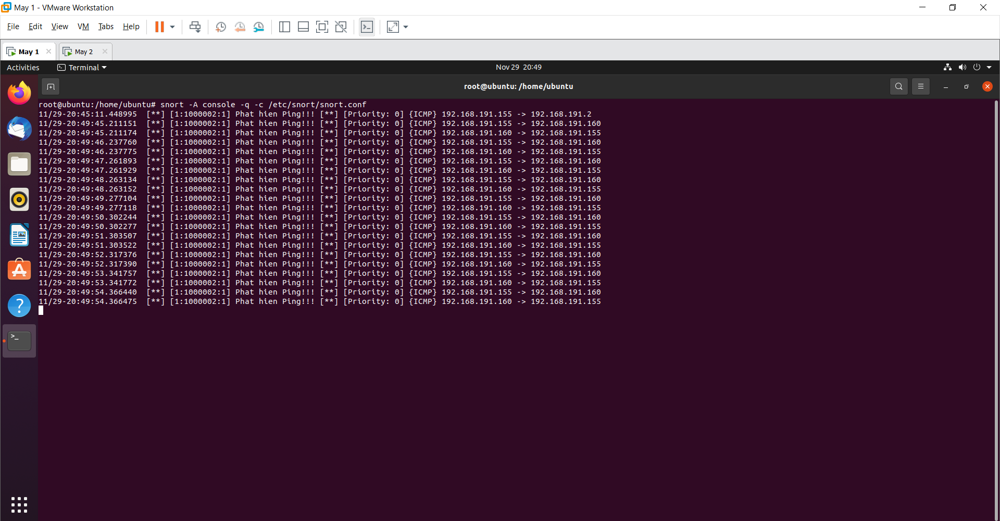 May 1 - VMware Workstation
File Edit View VM Tabs Help
May 1 May 2
Activities Terminal Nov 29 20:49
root@ubuntu: /home/ubuntu
root@ubuntu:/home/ubuntu# snort -A console -q -c /etc/snort/snort.conf
11/29-20:45:11.448995 [**] [1:1000002:1] Phat hien Ping!!! [**] [Priority: 0] {ICMP} 192.168.191.155 -> 192.168.191.2
11/29-20:49:45.211151 [**] [1:1000002:1] Phat hien Ping!!! [**] [Priority: 0] {ICMP} 192.168.191.155 -> 192.168.191.160
11/29-20:49:45.211174 [**] [1:1000002:1] Phat hien Ping!!! [**] [Priority: 0] {ICMP} 192.168.191.160 -> 192.168.191.155
11/29-20:49:46.237760 [**] [1:1000002:1] Phat hien Ping!!! [**] [Priority: 0] {ICMP} 192.168.191.155 -> 192.168.191.160
11/29-20:49:46.237775 [**] [1:1000002:1] Phat hien Ping!!! [**] [Priority: 0] {ICMP} 192.168.191.160 -> 192.168.191.155
11/29-20:49:47.261893 [**] [1:1000002:1] Phat hien Ping!!! [**] [Priority: 0] {ICMP} 192.168.191.155 -> 192.168.191.160
11/29-20:49:47.261929 [**] [1:1000002:1] Phat hien Ping!!! [**] [Priority: 0] {ICMP} 192.168.191.160 -> 192.168.191.155
11/29-20:49:48.263134 [**] [1:1000002:1] Phat hien Ping!!! [**] [Priority: 0] {ICMP} 192.168.191.155 -> 192.168.191.160
11/29-20:49:48.263152 [**] [1:1000002:1] Phat hien Ping!!! [**] [Priority: 0] {ICMP} 192.168.191.160 -> 192.168.191.155
11/29-20:49:49.277104 [**] [1:1000002:1] Phat hien Ping!!! [**] [Priority: 0] {ICMP} 192.168.191.155 -> 192.168.191.160
11/29-20:49:49.277118 [**] [1:1000002:1] Phat hien Ping!!! [**] [Priority: 0] {ICMP} 192.168.191.160 -> 192.168.191.155
11/29-20:49:50.302244 [**] [1:1000002:1] Phat hien Ping!!! [**] [Priority: 0] {ICMP} 192.168.191.155 -> 192.168.191.160
11/29-20:49:50.302277 [**] [1:1000002:1] Phat hien Ping!!! [**] [Priority: 0] {ICMP} 192.168.191.160 -> 192.168.191.155
11/29-20:49:51.303507 [**] [1:1000002:1] Phat hien Ping!!! [**] [Priority: 0] {ICMP} 192.168.191.155 -> 192.168.191.160
11/29-20:49:51.303522 [**] [1:1000002:1] Phat hien Ping!!! [**] [Priority: 0] {ICMP} 192.168.191.160 -> 192.168.191.155
11/29-20:49:52.317376 [**] [1:1000002:1] Phat hien Ping!!! [**] [Priority: 0] {ICMP} 192.168.191.155 -> 192.168.191.160
11/29-20:49:52.317390 [**] [1:1000002:1] Phat hien Ping!!! [**] [Priority: 0] {ICMP} 192.168.191.160 -> 192.168.191.155
11/29-20:49:53.341757 [**] [1:1000002:1] Phat hien Ping!!! [**] [Priority: 0] {ICMP} 192.168.191.155 -> 192.168.191.160
11/29-20:49:53.341772 [**] [1:1000002:1] Phat hien Ping!!! [**] [Priority: 0] {ICMP} 192.168.191.160 -> 192.168.191.155
11/29-20:49:54.366440 [**] [1:1000002:1] Phat hien Ping!!! [**] [Priority: 0] {ICMP} 192.168.191.155 -> 192.168.191.160
11/29-20:49:54.366475 [**] [1:1000002:1] Phat hien Ping!!! [**] [Priority: 0] {ICMP} 192.168.191.160 -> 192.168.191.155